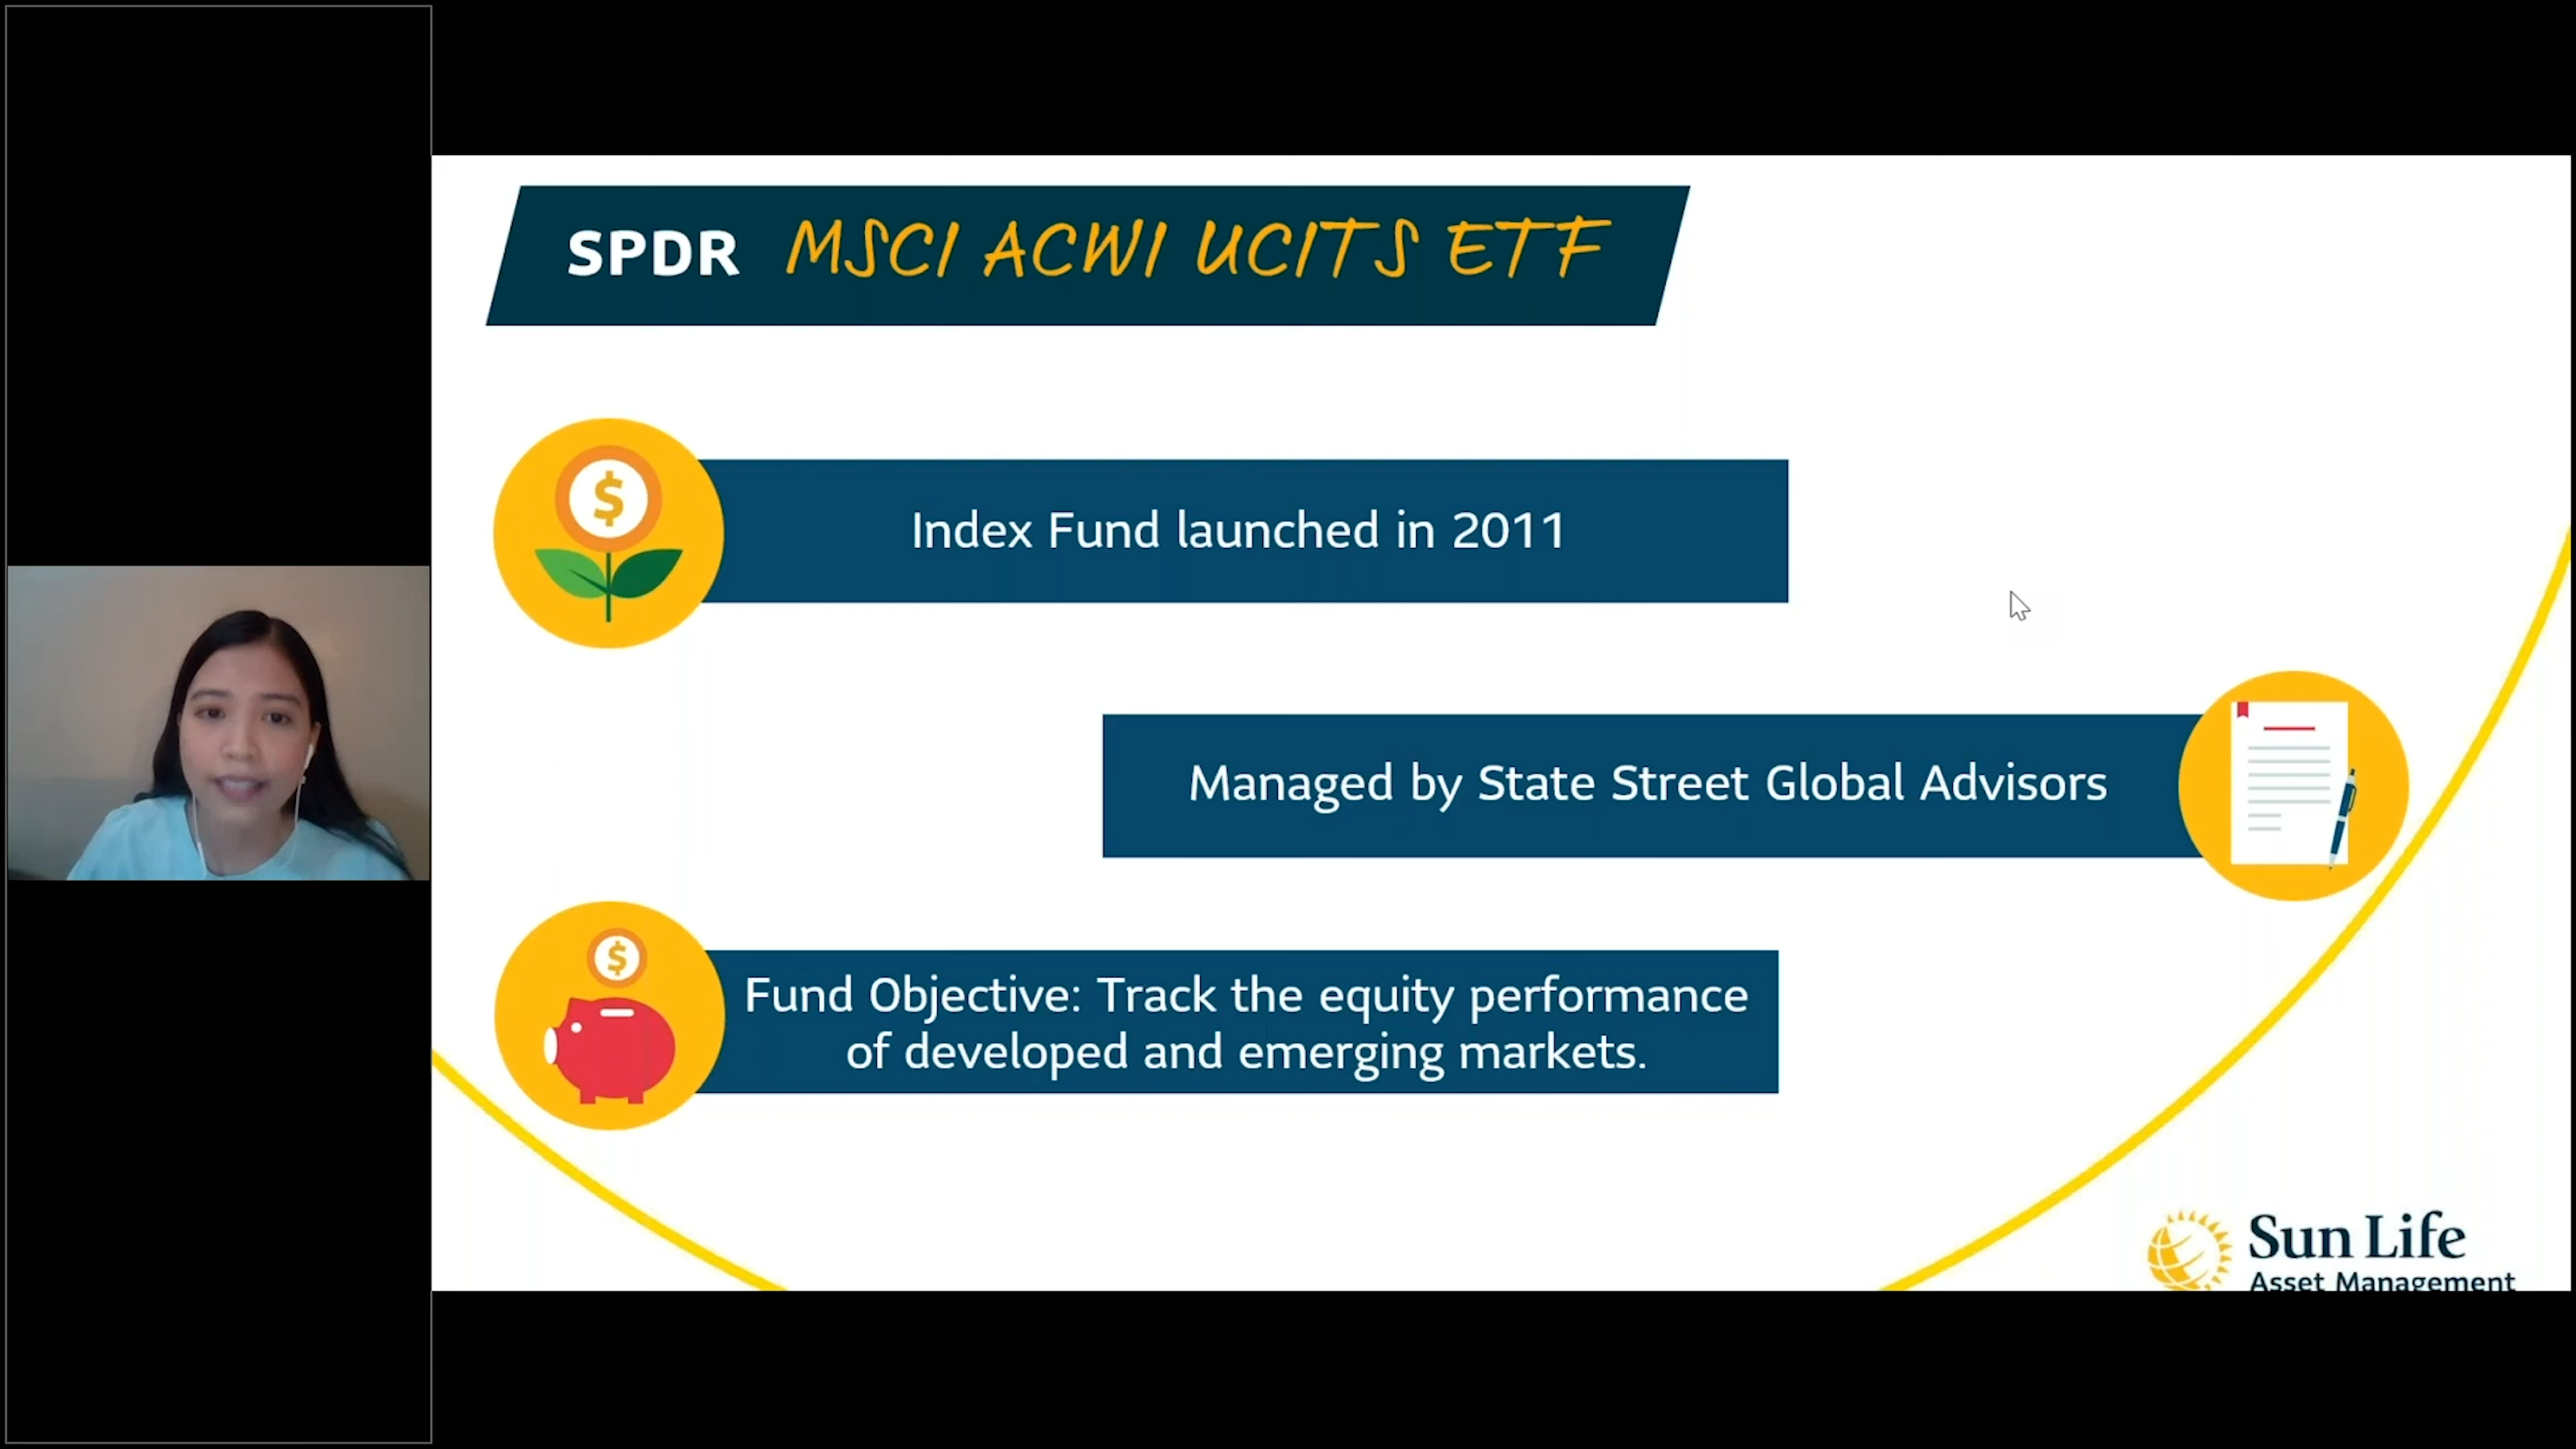 SPDR MSCI ACWI UCITS ETF
$
Index Fund launched in 2011
Managed by State Street Global Advisors
$
Fund Objective: Track the equity performance
of developed and emerging markets.
Sun Life
Asset Management